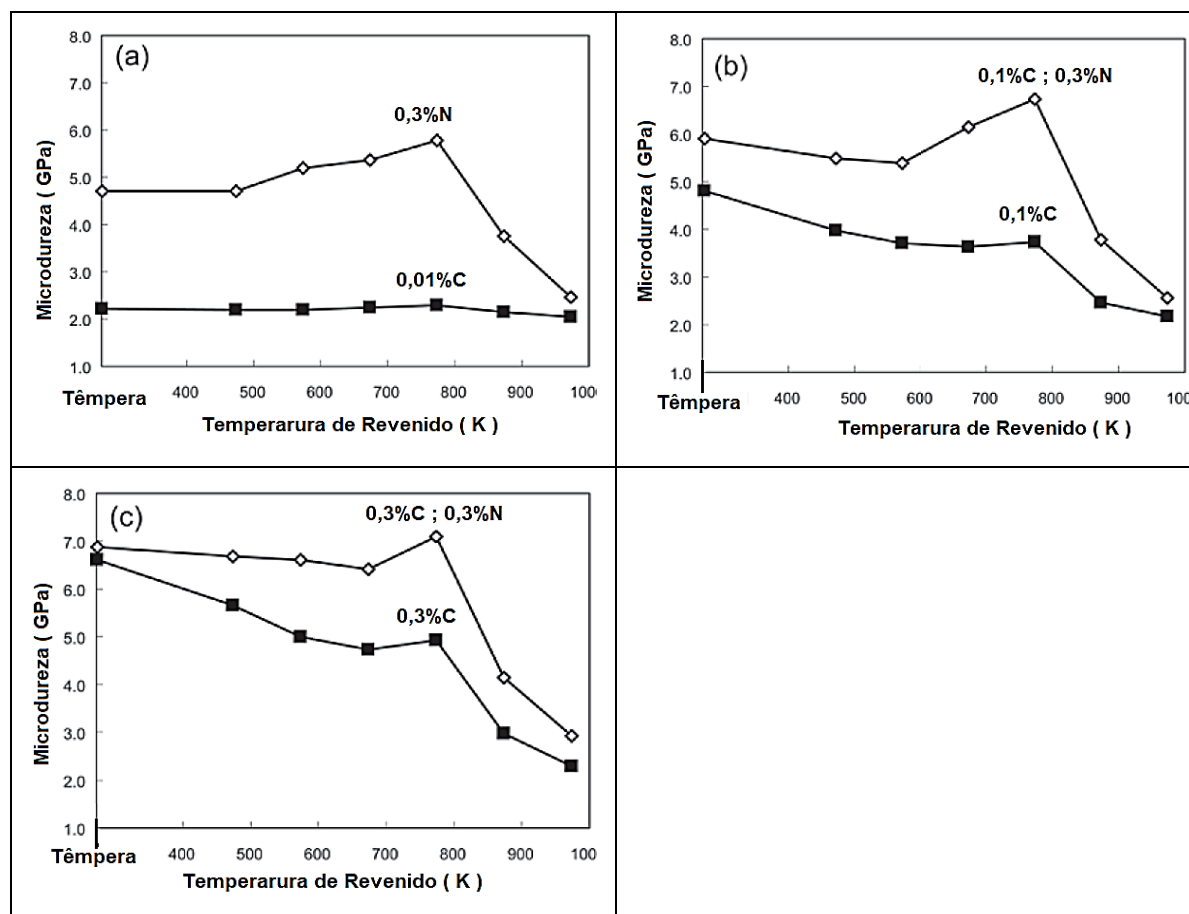 (a)
8.0
7.0
6.0
5.0
4.0
3.0
2.0
1.0
Microdureza ( GPa)
0,3%N
0,01%C
Têmpera
400 500 600 700 800 900 100
Temperarura de Revenido ( K )
(b)
8.0
7.0
6.0
5.0
4.0
3.0
2.0
1.0
Microdureza ( GPa)
0,1%C ; 0,3%N
0,1%C
Têmpera
400 500 600 700 800 900 100
Temperarura de Revenido ( K )
(c)
8.0
7.0
6.0
5.0
4.0
3.0
2.0
1.0
Microdureza ( GPa)
0,3%C ; 0,3%N
0,3%C
Têmpera
400 500 600 700 800 900 100
Temperarura de Revenido ( K )